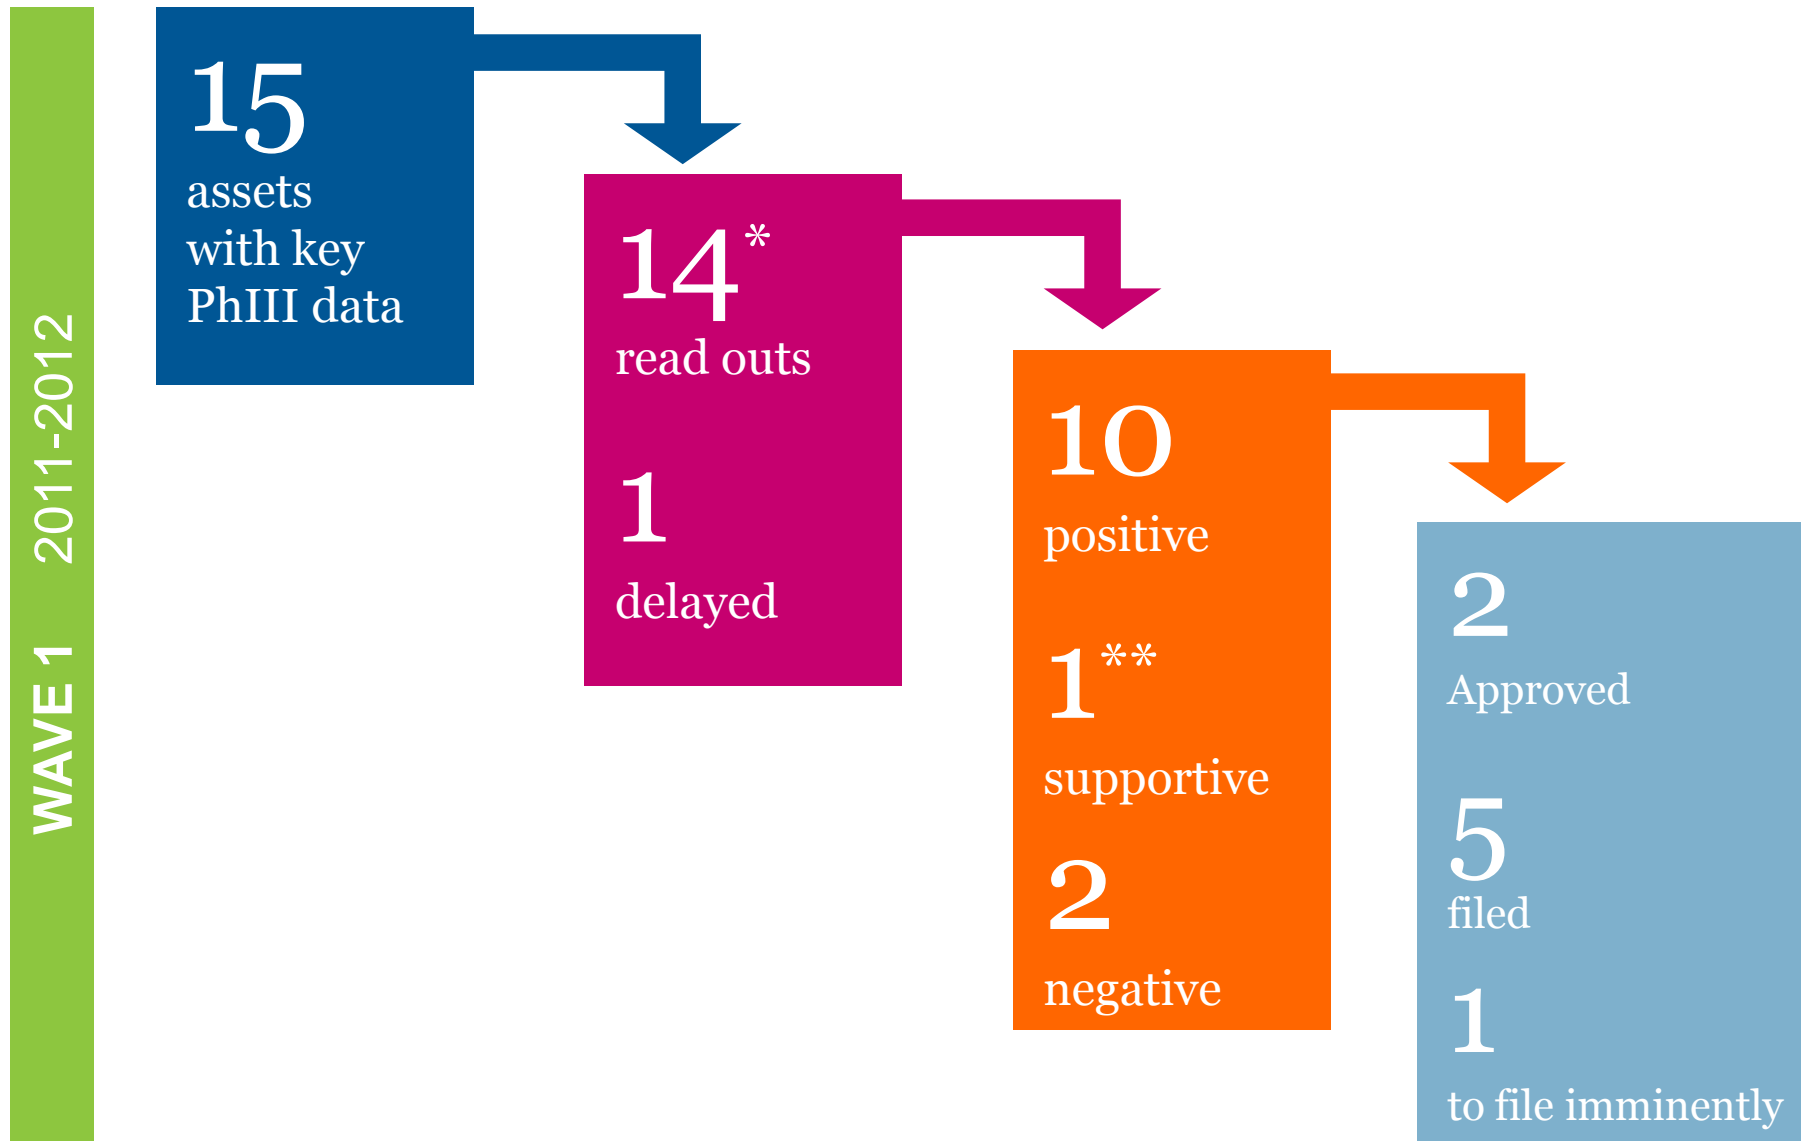 WAVE 1 2011-2012
15
assets
with key
PhIII data
14*
read outs
1
delayed
10
positive
1**
supportive
2
negative
2
Approved
5
filed
1
to file imminently